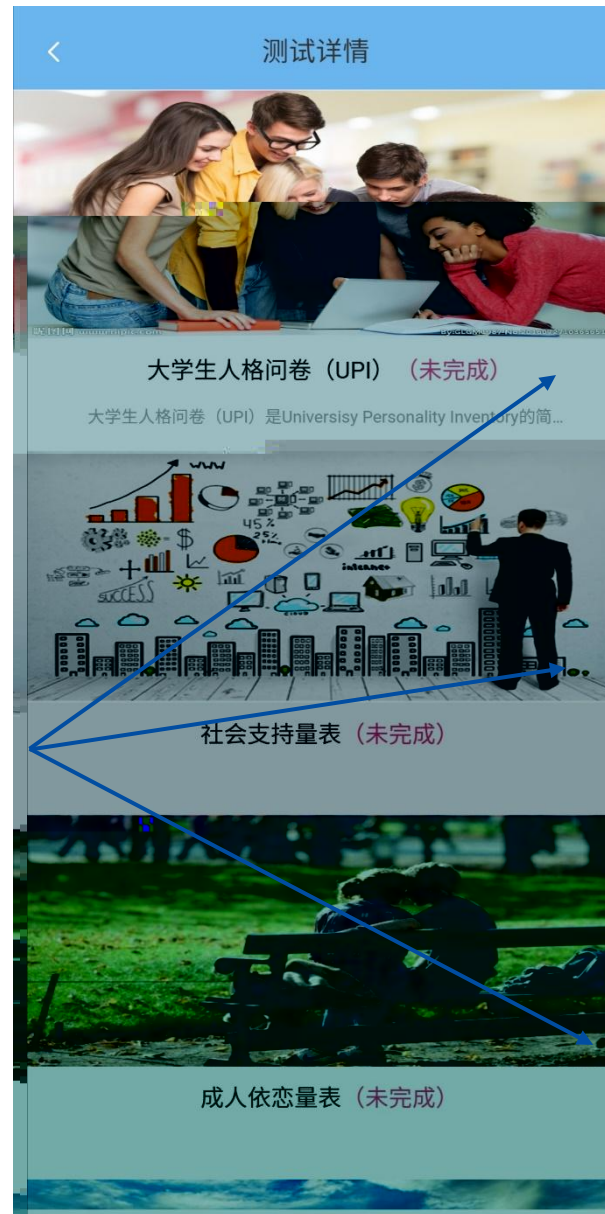 测试详情
大学生人格问卷（UPI）（未完成）
大学生人格问卷（UPI）是Universisy Personality Inventory的简...
WWW
45%
25%
$
internet
SUCCESS
CLOUD
社会支持量表（未完成）
成人依恋量表（未完成）